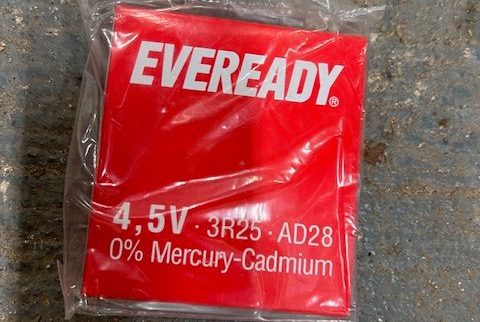 EVEREADY®
4,5V · 3R25 · AD28
0% Mercury-Cadmium